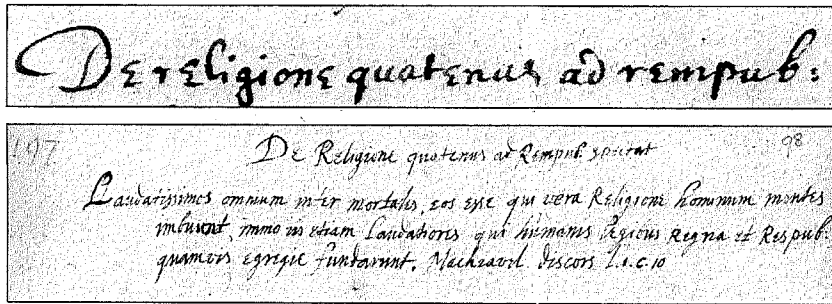 De religione quatenus ad rempub:
197 98
De Religione quatenus ad Rempub. spectat
Laudatissimos omnium inter mortales, eos esse qui vera Religione hominum mentes
imbuunt, immo iis etiam Laudatiores qui humanis legibus Regna et Respub.
quamvis egregie fundarunt. Machiavel discors l.1.c.10